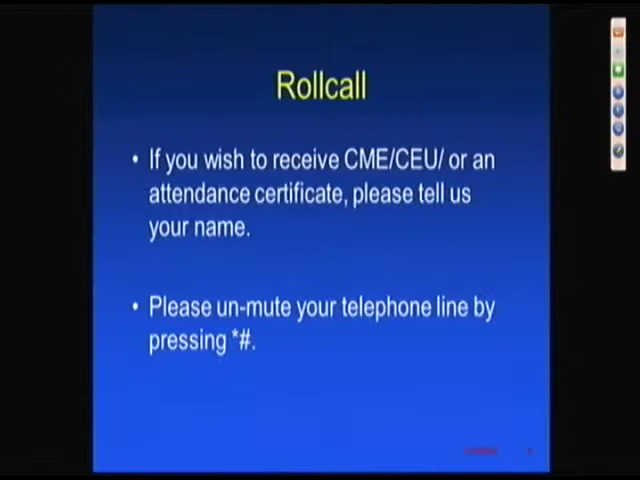 Rollcall
• If you wish to receive CME/CEU/ or an
attendance certificate, please tell us
your name.
• Please un-mute your telephone line by
pressing *#.